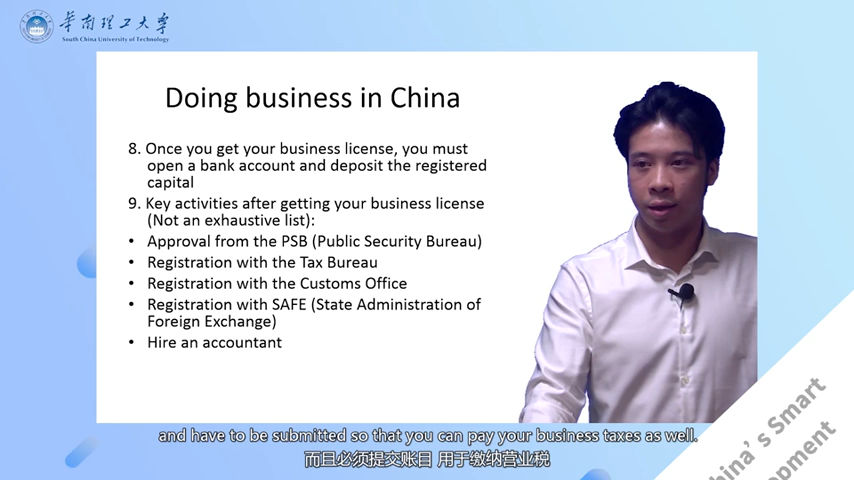 华南理工大学
South China University of Technology
Doing business in China
8. Once you get your business license, you must
open a bank account and deposit the registered
capital
9. Key activities after getting your business license
(Not an exhaustive list):
• Approval from the PSB (Public Security Bureau)
• Registration with the Tax Bureau
• Registration with the Customs Office
• Registration with SAFE (State Administration of
Foreign Exchange)
• Hire an accountant
China's Smart
opment
and have to be submitted so that you can pay your business taxes as well.
而且必须提交账目 用于缴纳营业税